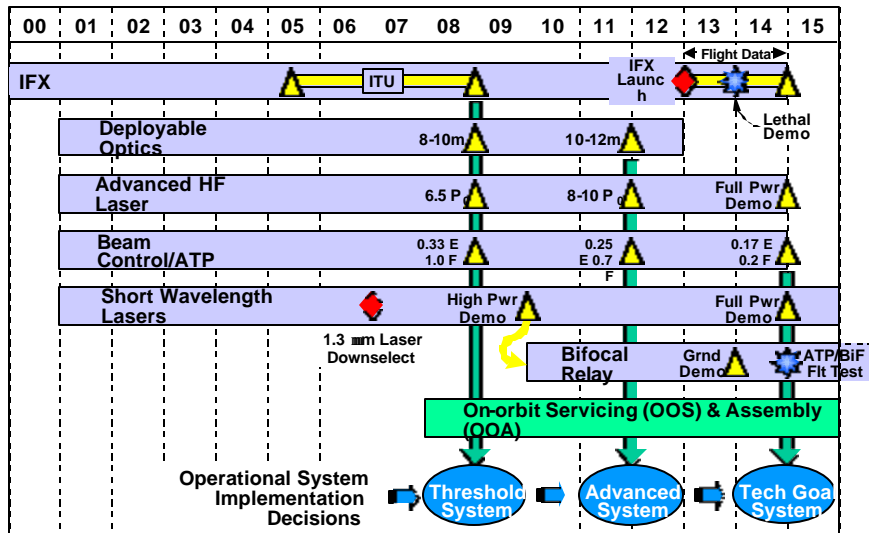 00 01 02 03 04 05 06 07 08 09 10 11 12 13 14 15
Flight Data
IFX
ITU
IFX
Launc
h
Lethal
Demo
Deployable
Optics
8-10m
10-12m
Advanced HF
Laser
6.5 P0
8-10 P0
Full Pwr
Demo
Beam
Control/ATP
0.33 E
1.0 F
0.25
E 0.7
F
0.17 E
0.2 F
Short Wavelength
Lasers
High Pwr
Demo
Full Pwr
Demo
1.3 mm Laser
Downselect
Bifocal
Relay
Grnd
Demo
ATP/BiF
Flt Test
On-orbit Servicing (OOS) & Assembly
(OOA)
Operational System
Implementation
Decisions
Threshold
System
Advanced
System
Tech Goal
System